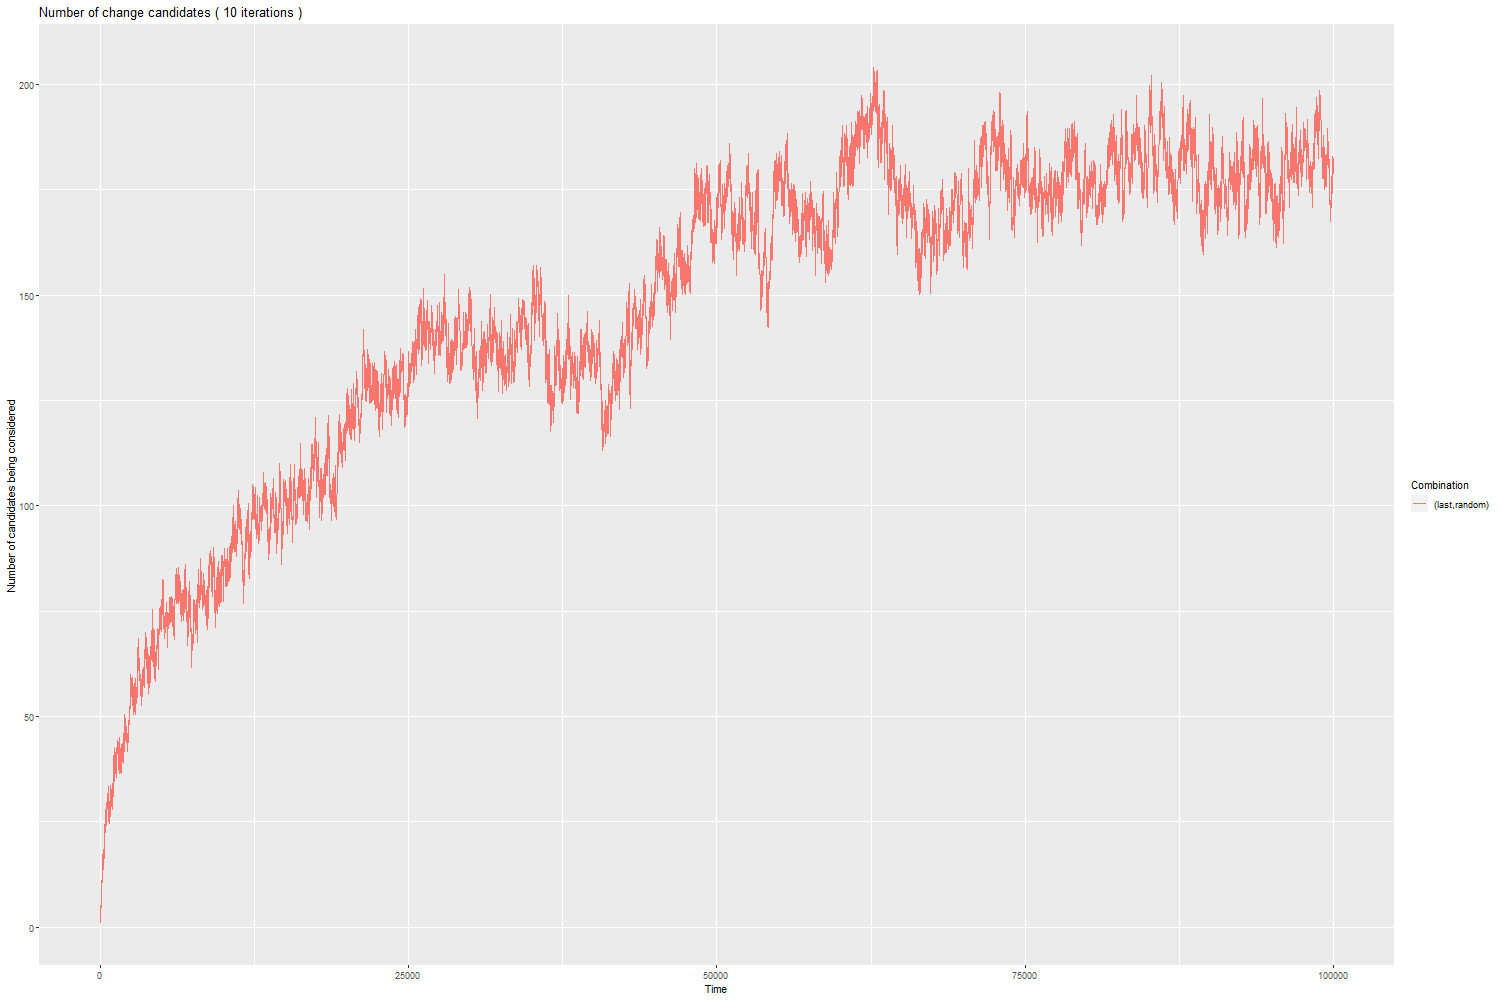 Number of change candidates ( 10 iterations )
Number of candidates being considered
200
150
100
50
0
0
25000
50000
75000
100000
Time
Combination
(last,random)